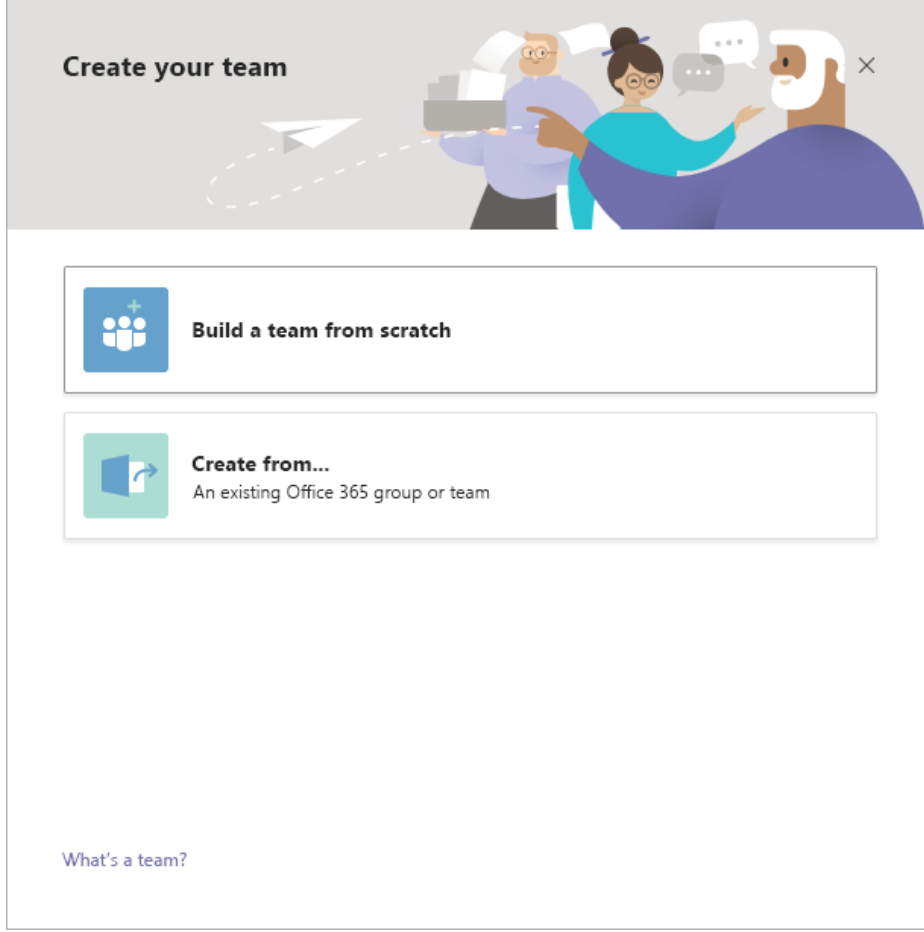 Create your team
Build a team from scratch
Create from...
An existing Office 365 group or team
What's a team?